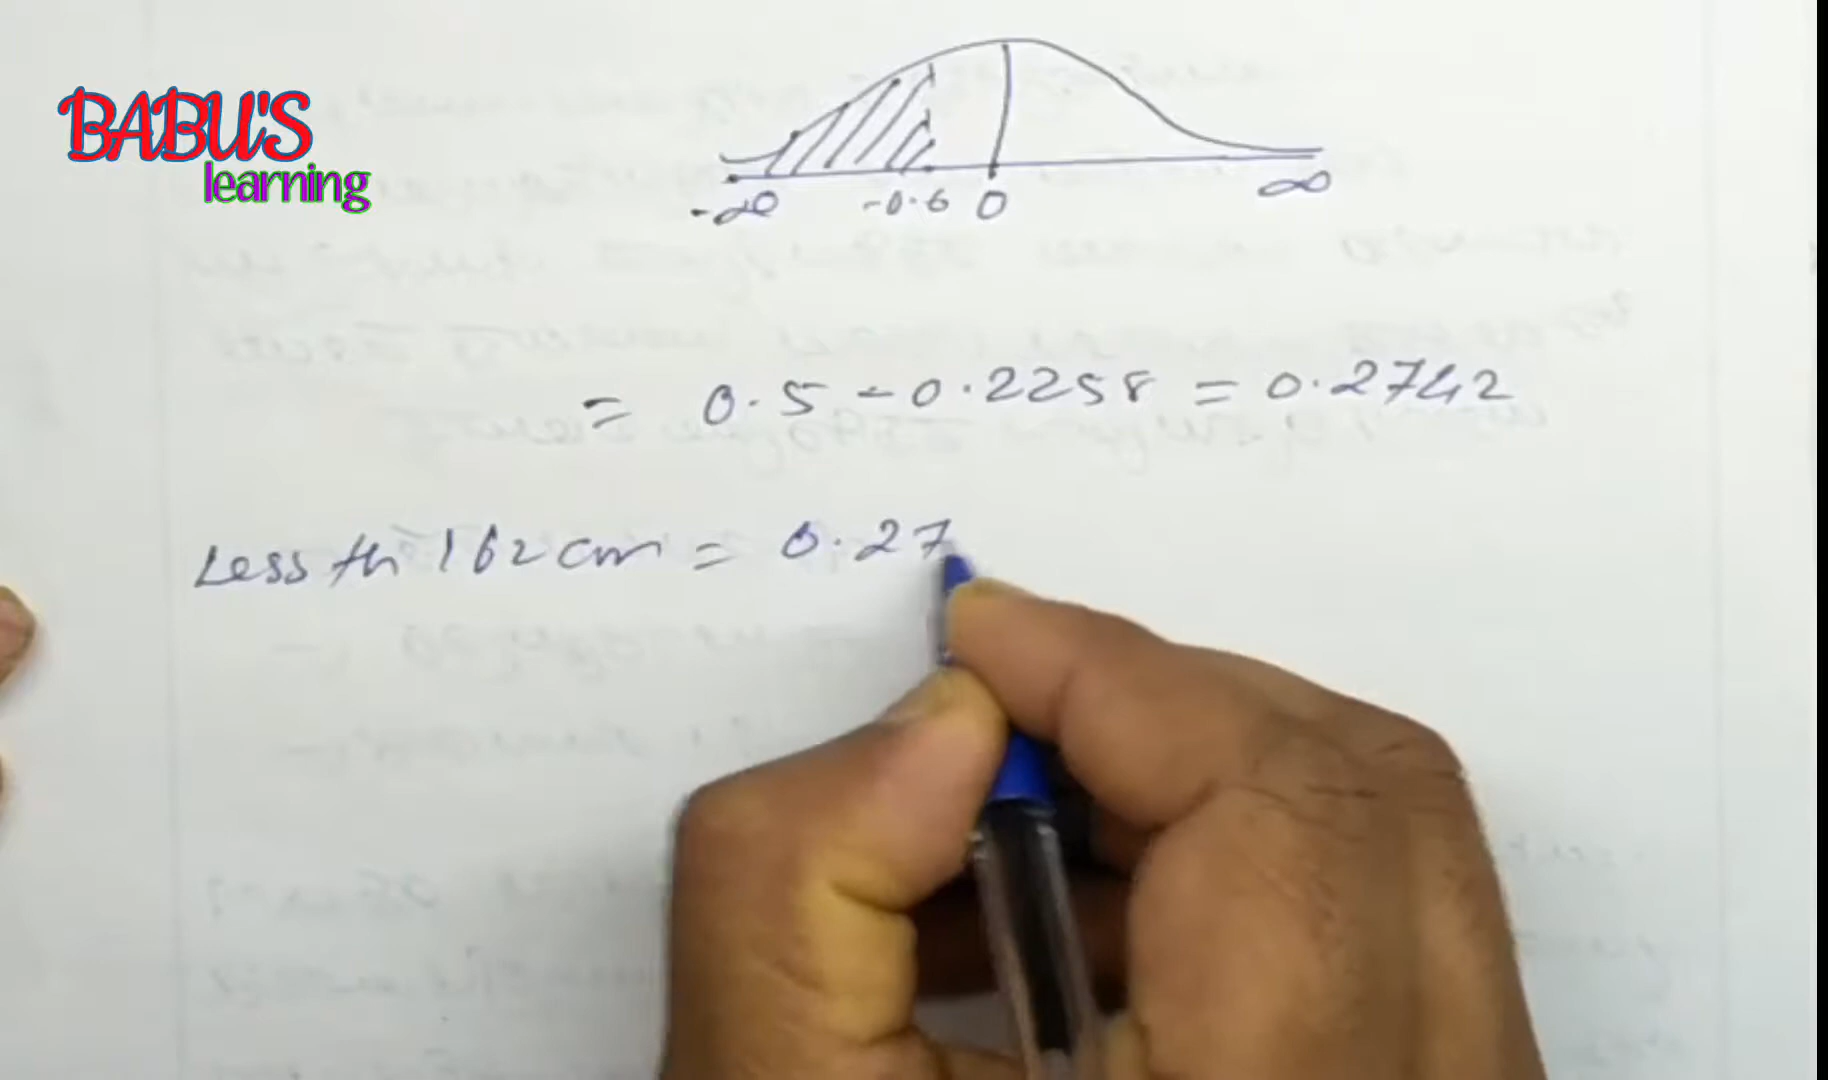 BABU'S
learning
-∞ -0.6 0 ∞
= 0.5 - 0.2258 = 0.2742
Less th 162 cm = 0.27